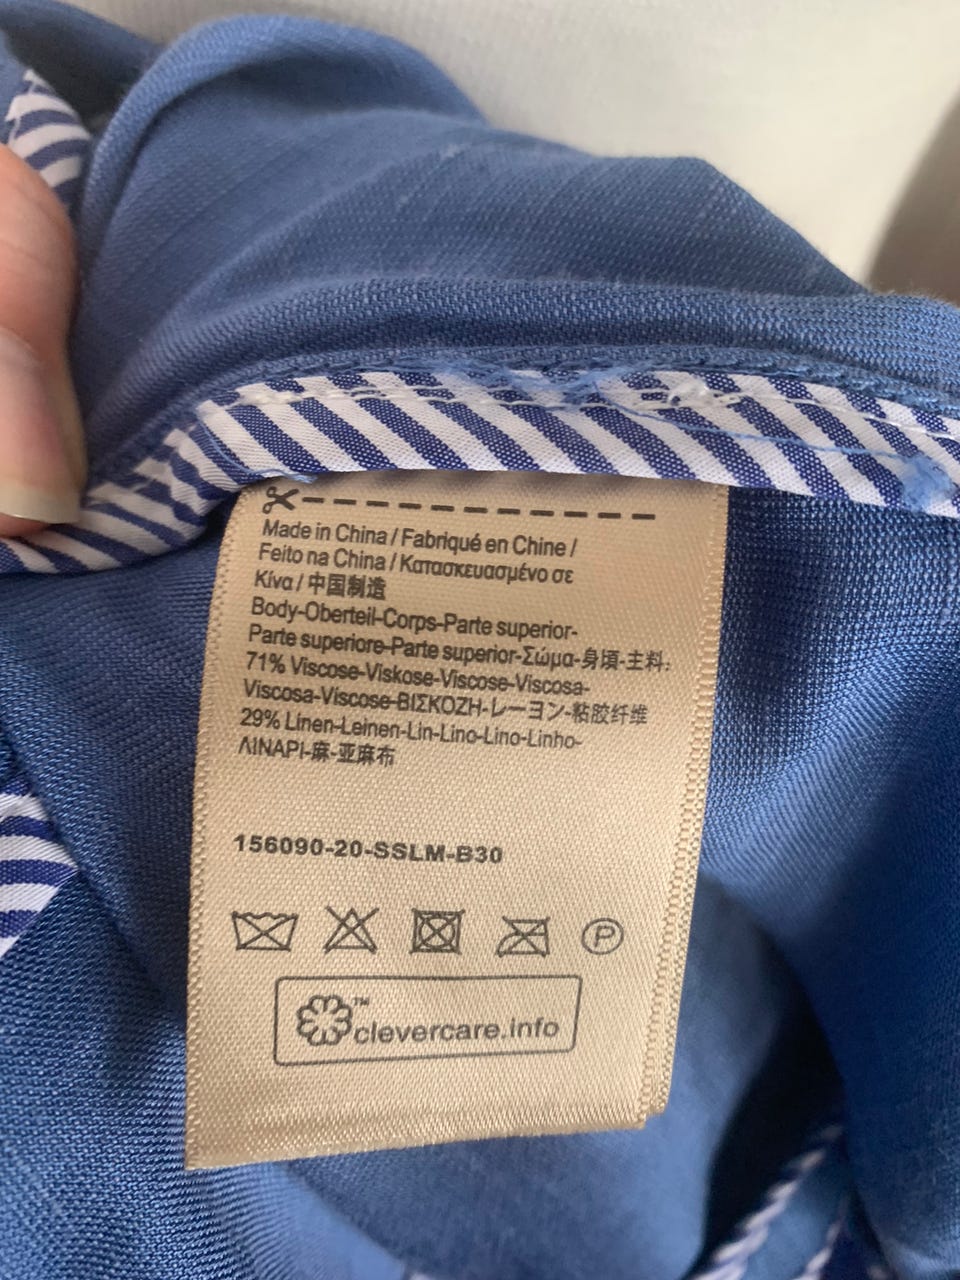 Made in China / Fabriqué en Chine /
Feito na China / Κατασκευασμένο σε
Κίνα / 中国制造
Body-Oberteil-Corps-Parte superior-
Parte superiore-Parte superior-Σώμα-身頃-主料:
71% Viscose-Viskose-Viscose-Viscosa-
Viscosa-Viscose-ΒΙΣΚΟΖΗ-レーヨン-粘胶纤维
29% Linen-Leinen-Lin-Lino-Lino-Linho-
ΛΙΝΑΡΙ-麻-亚麻布
156090-20-SSLM-B30
P
™
clevercare.info